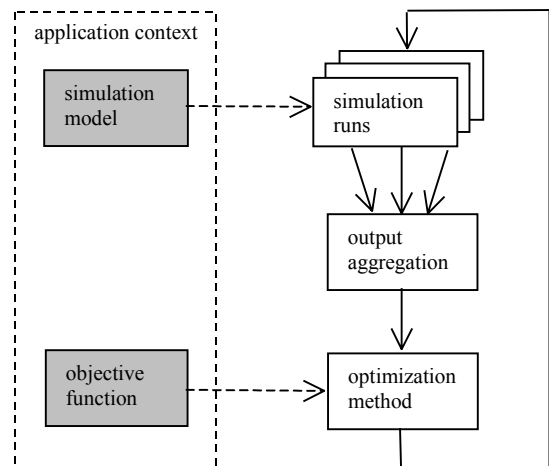 application context
simulation
model
simulation
runs
output
aggregation
objective
function
optimization
method